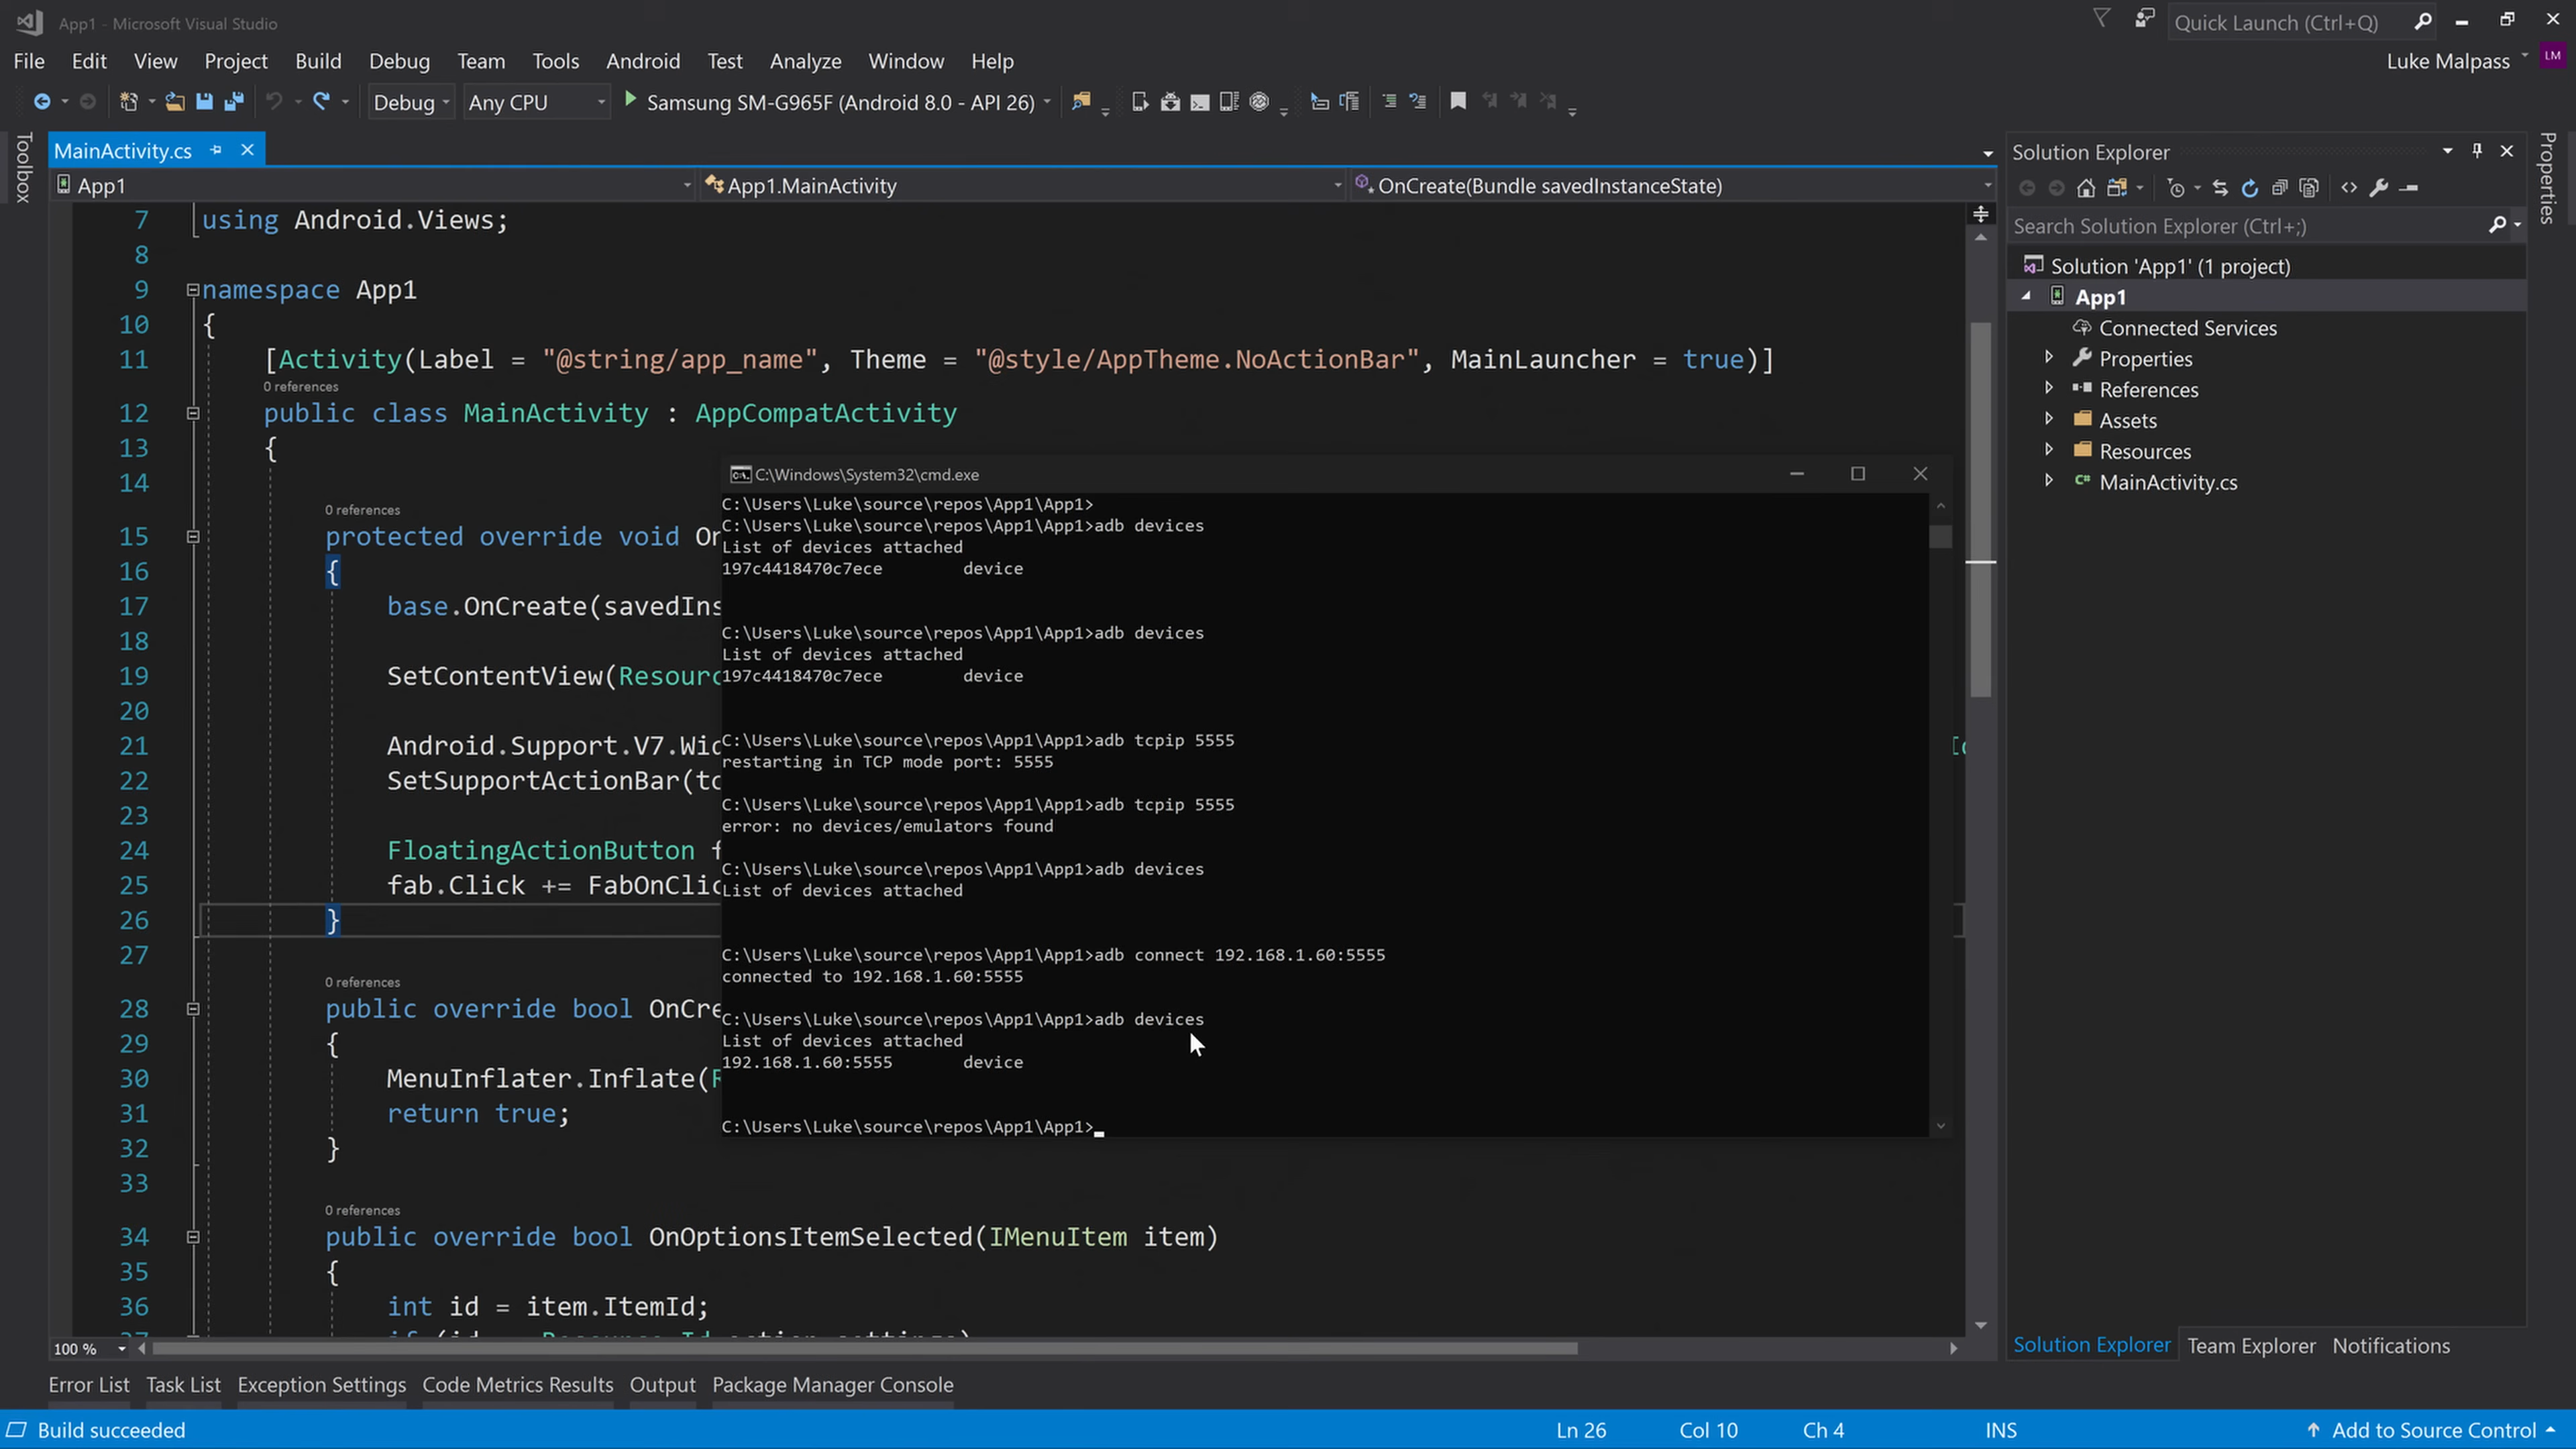 App1 - Microsoft Visual Studio
Quick Launch (Ctrl+Q)
File Edit View Project Build Debug Team Tools Android Test Analyze Window Help
Luke Malpass LM
Debug Any CPU Samsung SM-G965F (Android 8.0 - API 26)
Toolbox
MainActivity.cs
App1 App1.MainActivity OnCreate(Bundle savedInstanceState)
7 using Android.Views;
8
9 namespace App1
10 {
11 [Activity(Label = "@string/app_name", Theme = "@style/AppTheme.NoActionBar", MainLauncher = true)]
0 references
12 public class MainActivity : AppCompatActivity
13 {
14
0 references
15 protected override void On
16 {
17 base.OnCreate(savedIns
18
19 SetContentView(Resourc
20
21 Android.Support.V7.Wid
22 SetSupportActionBar(to
23
24 FloatingActionButton f
25 fab.Click += FabOnClic
26 }
27
0 references
28 public override bool OnCre
29 {
30 MenuInflater.Inflate(R
31 return true;
32 }
33
0 references
34 public override bool OnOptionsItemSelected(IMenuItem item)
35 {
36 int id = item.ItemId;
C:\Windows\System32\cmd.exe
C:\Users\Luke\source\repos\App1\App1>
C:\Users\Luke\source\repos\App1\App1>adb devices
List of devices attached
197c4418470c7ece device
C:\Users\Luke\source\repos\App1\App1>adb devices
List of devices attached
197c4418470c7ece device
C:\Users\Luke\source\repos\App1\App1>adb tcpip 5555
restarting in TCP mode port: 5555
C:\Users\Luke\source\repos\App1\App1>adb tcpip 5555
error: no devices/emulators found
C:\Users\Luke\source\repos\App1\App1>adb devices
List of devices attached
C:\Users\Luke\source\repos\App1\App1>adb connect 192.168.1.60:5555
connected to 192.168.1.60:5555
C:\Users\Luke\source\repos\App1\App1>adb devices
List of devices attached
192.168.1.60:5555 device
C:\Users\Luke\source\repos\App1\App1>
Solution Explorer
Search Solution Explorer (Ctrl+;)
Solution 'App1' (1 project)
App1
Connected Services
Properties
References
Assets
Resources
C# MainActivity.cs
Properties
100 %
Solution Explorer Team Explorer Notifications
Error List Task List Exception Settings Code Metrics Results Output Package Manager Console
Build succeeded Ln 26 Col 10 Ch 4 INS Add to Source Control